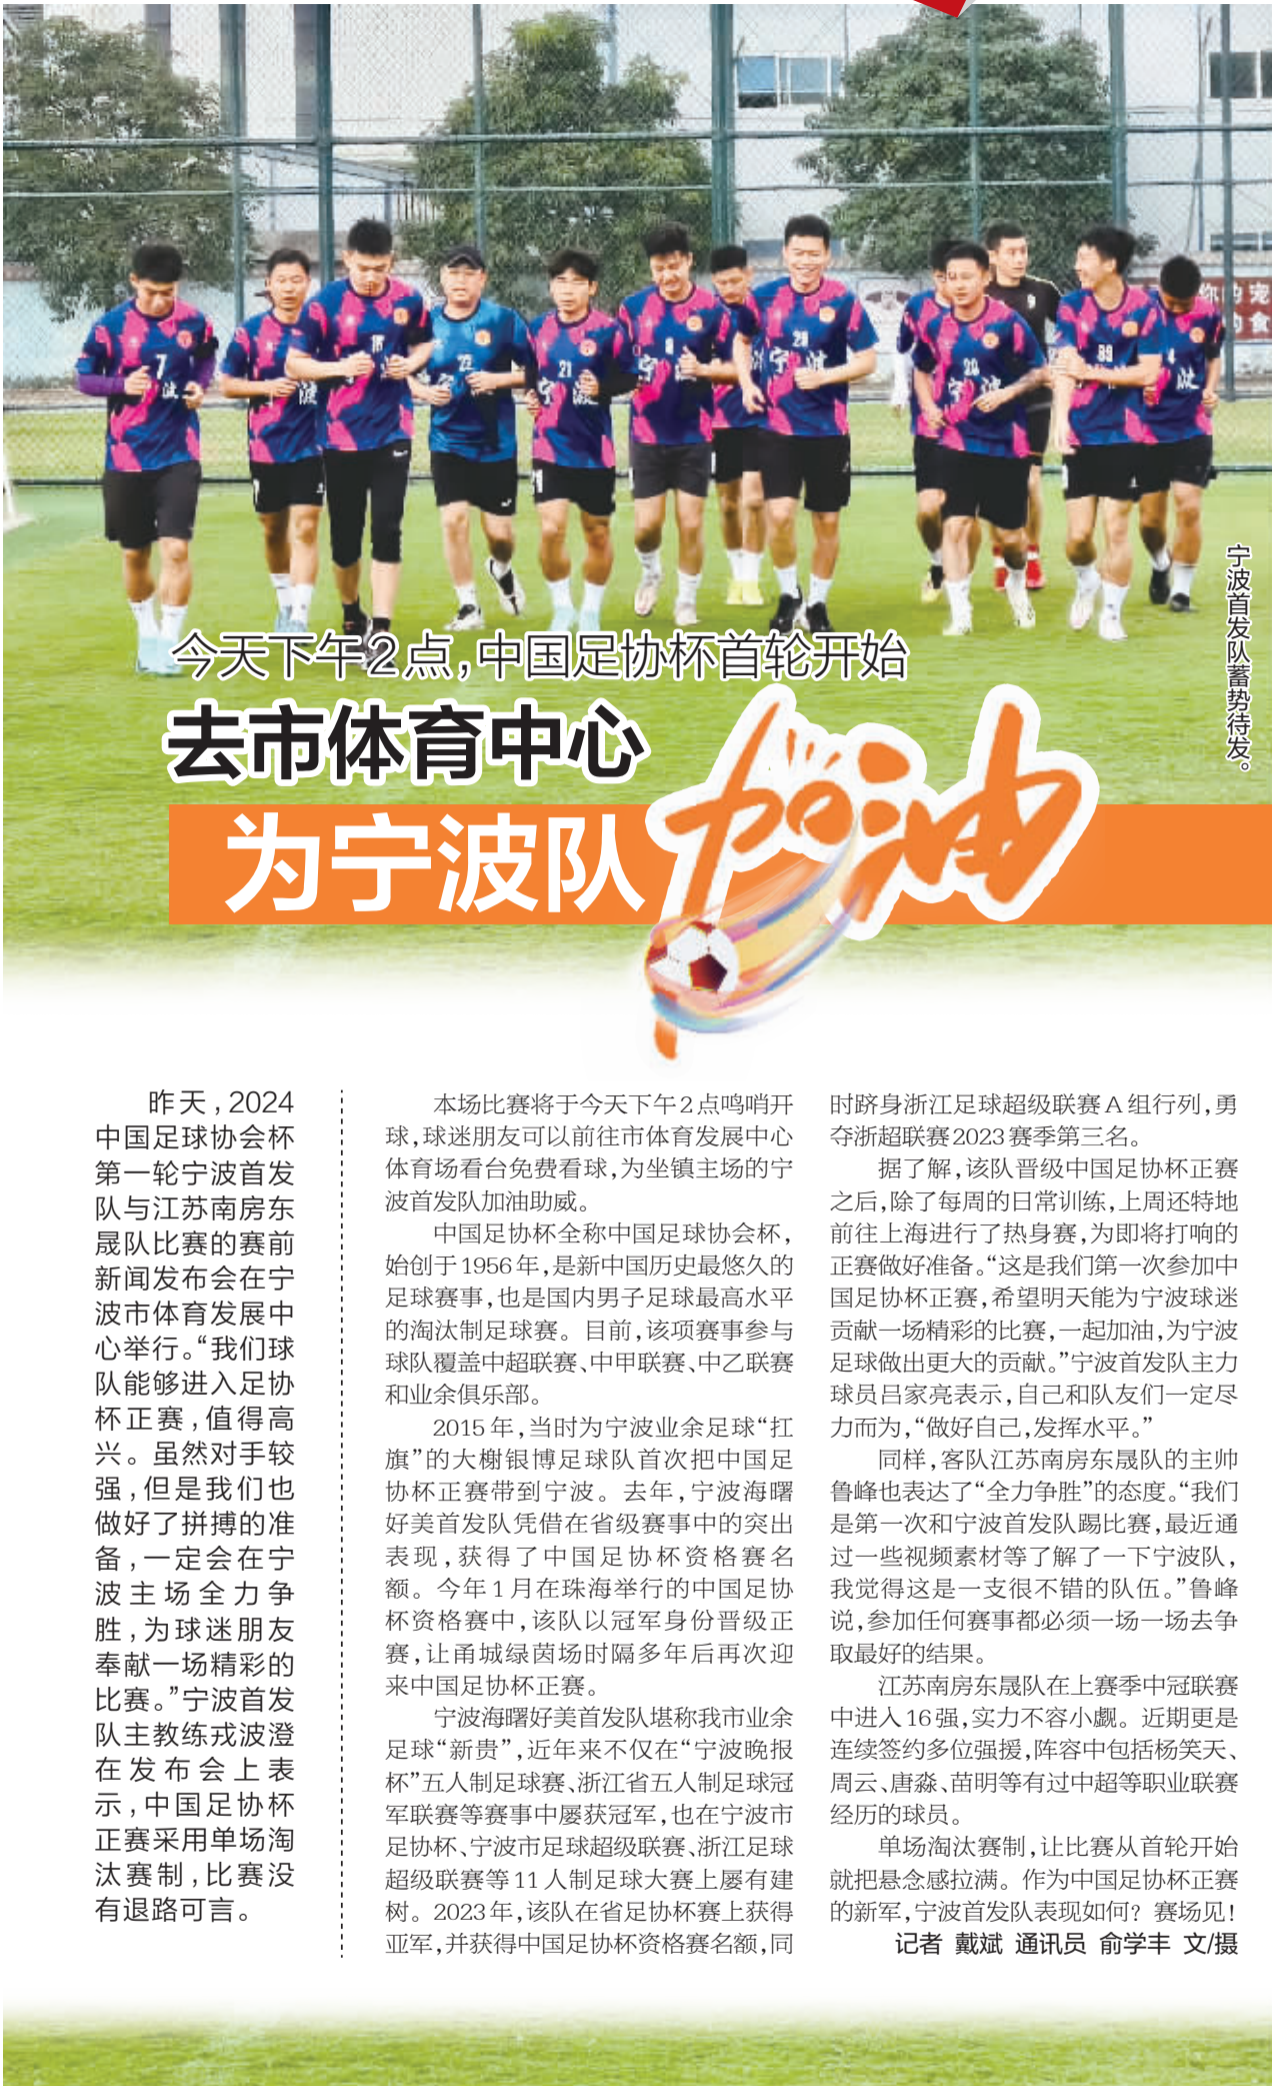 7
宁波
15
22
宁波
21
宁波
8
宁波
29
宁波
20
宁波
39
4
波
你的宠
的食
宁波首发队蓄势待发。
今天下午2点,中国足协杯首轮开始
去市体育中心
为宁波队加油
昨天,2024
中国足球协会杯
第一轮宁波首发
队与江苏南房东
晟队比赛的赛前
新闻发布会在宁
波市体育发展中
心举行。“我们球
队能够进入足协
杯正赛,值得高
兴。虽然对手较
强,但是我们也
做好了拼搏的准
备,一定会在宁
波主场全力争
胜,为球迷朋友
奉献一场精彩的
比赛。”宁波首发
队主教练戎波澄
在发布会上表
示,中国足协杯
正赛采用单场淘
汰赛制,比赛没
有退路可言。
本场比赛将于今天下午2点鸣哨开
球,球迷朋友可以前往市体育发展中心
体育场看台免费看球,为坐镇主场的宁
波首发队加油助威。
中国足协杯全称中国足球协会杯,
始创于1956年,是新中国历史最悠久的
足球赛事,也是国内男子足球最高水平
的淘汰制足球赛。目前,该项赛事参与
球队覆盖中超联赛、中甲联赛、中乙联赛
和业余俱乐部。
2015年,当时为宁波业余足球“扛
旗”的大榭银博足球队首次把中国足
协杯正赛带到宁波。去年,宁波海曙
好美首发队凭借在省级赛事中的突出
表现,获得了中国足协杯资格赛名
额。今年1月在珠海举行的中国足协
杯资格赛中,该队以冠军身份晋级正
赛,让甬城绿茵场时隔多年后再次迎
来中国足协杯正赛。
宁波海曙好美首发队堪称我市业余
足球“新贵”,近年来不仅在“宁波晚报
杯”五人制足球赛、浙江省五人制足球冠
军联赛等赛事中屡获冠军,也在宁波市
足协杯、宁波市足球超级联赛、浙江足球
超级联赛等11人制足球大赛上屡有建
树。2023年,该队在省足协杯赛上获得
亚军,并获得中国足协杯资格赛名额,同
时跻身浙江足球超级联赛A组行列,勇
夺浙超联赛2023赛季第三名。
据了解,该队晋级中国足协杯正赛
之后,除了每周的日常训练,上周还特地
前往上海进行了热身赛,为即将打响的
正赛做好准备。“这是我们第一次参加中
国足协杯正赛,希望明天能为宁波球迷
贡献一场精彩的比赛,一起加油,为宁波
足球做出更大的贡献。”宁波首发队主力
球员吕家亮表示,自己和队友们一定尽
力而为,“做好自己,发挥水平。”
同样,客队江苏南房东晟队的主帅
鲁峰也表达了“全力争胜”的态度。“我们
是第一次和宁波首发队踢比赛,最近通
过一些视频素材等了解了一下宁波队,
我觉得这是一支很不错的队伍。”鲁峰
说,参加任何赛事都必须一场一场去争
取最好的结果。
江苏南房东晟队在上赛季中冠联赛
中进入16强,实力不容小觑。近期更是
连续签约多位强援,阵容中包括杨笑天、
周云、唐淼、苗明等有过中超等职业联赛
经历的球员。
单场淘汰赛制,让比赛从首轮开始
就把悬念感拉满。作为中国足协杯正赛
的新军,宁波首发队表现如何?赛场见!
记者 戴斌 通讯员 俞学丰 文/摄